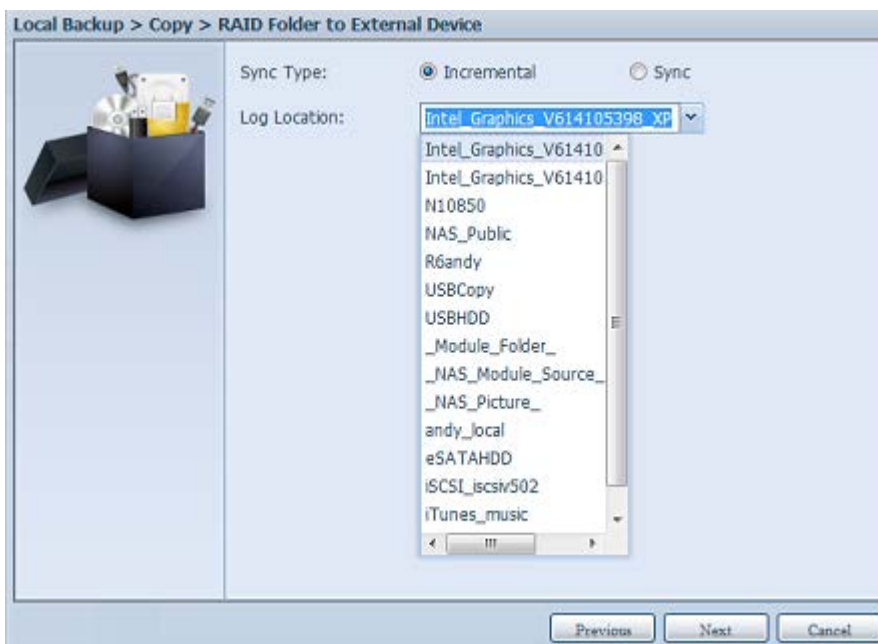 Local Backup > Copy > RAID Folder to External Device
Sync Type: Incremental Sync
Log Location: Intel_Graphics_V614105398_XP
Intel_Graphics_V61410
Intel_Graphics_V61410
N10850
NAS_Public
R6andy
USBCopy
USBHDD
_Module_Folder_
_NAS_Module_Source_
_NAS_Picture_
andy_local
eSATAHDD
iSCSI_iscsiv502
iTunes_music
Previous Next Cancel